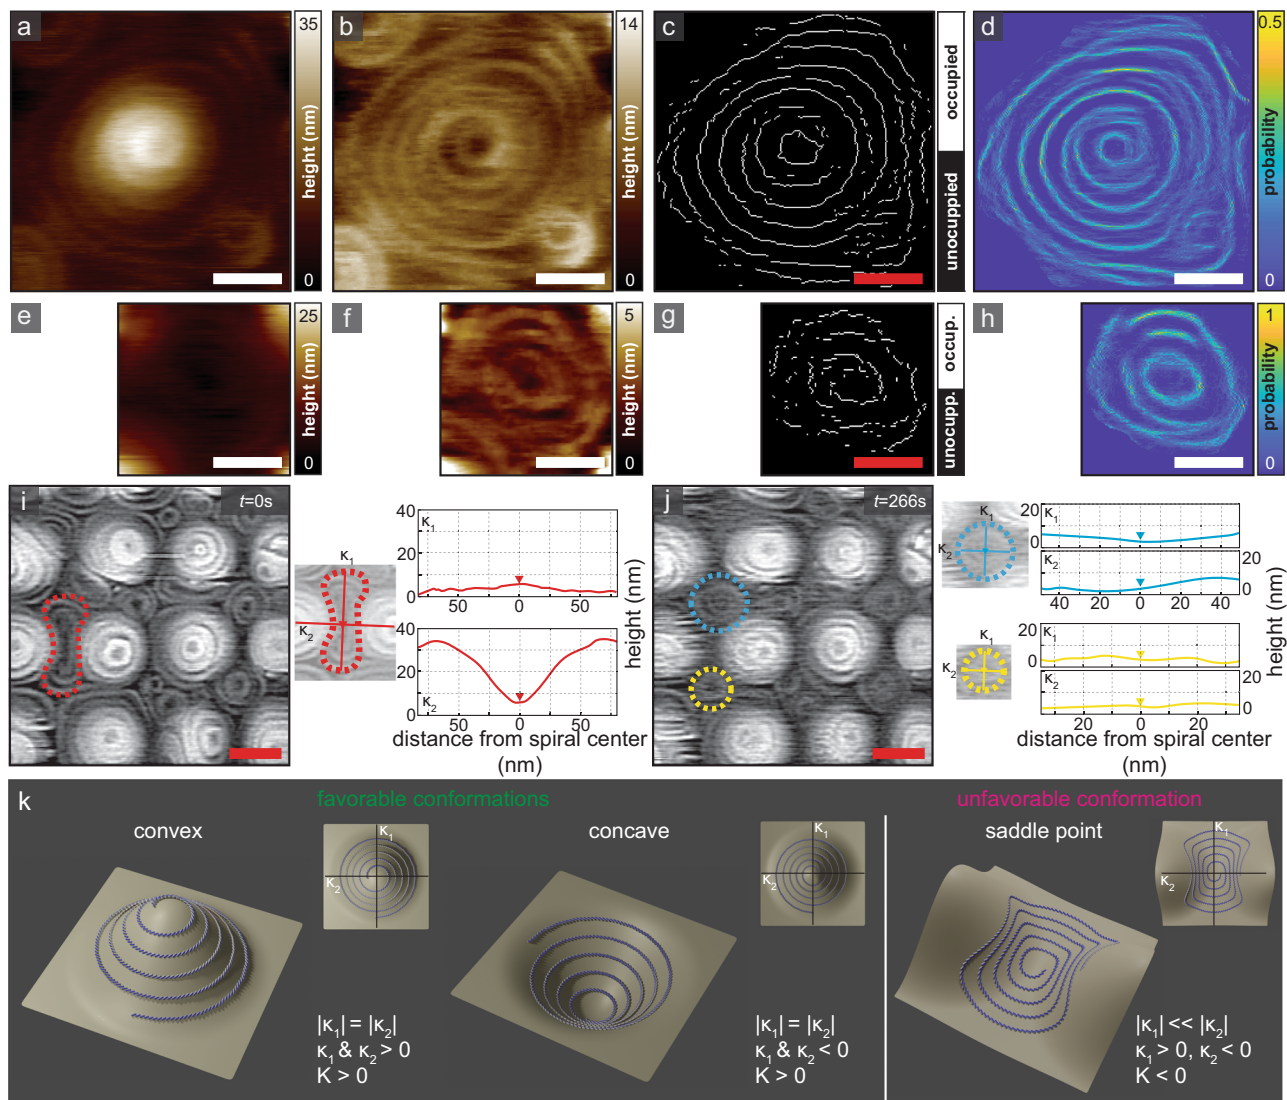 a
35
height (nm)
0
b
14
height (nm)
0
c
occupied
unocuppied
d
0.5
probability
0
e
25
height (nm)
0
f
5
height (nm)
0
g
occup.
unocupp.
h
1
probability
0
i
t=0s
κ1
κ2
40
κ1
20
0
50 0 50
40
20
κ2
0
50 0 50
height (nm)
distance from spiral center
(nm)
j
t=266s
κ1
κ2
20
κ1
0
κ2
20
0
40 20 0 20 40
κ1
κ2
20
κ1
0
κ2
20
0
20 0 20
height (nm)
distance from spiral center
(nm)
k
favorable conformations
unfavorable conformation
convex
κ1
κ2
|κ1| = |κ2|
κ1 & κ2 > 0
K > 0
concave
κ1
κ2
|κ1| = |κ2|
κ1 & κ2 < 0
K > 0
saddle point
κ1
κ2
|κ1| << |κ2|
κ1 > 0, κ2 < 0
K < 0